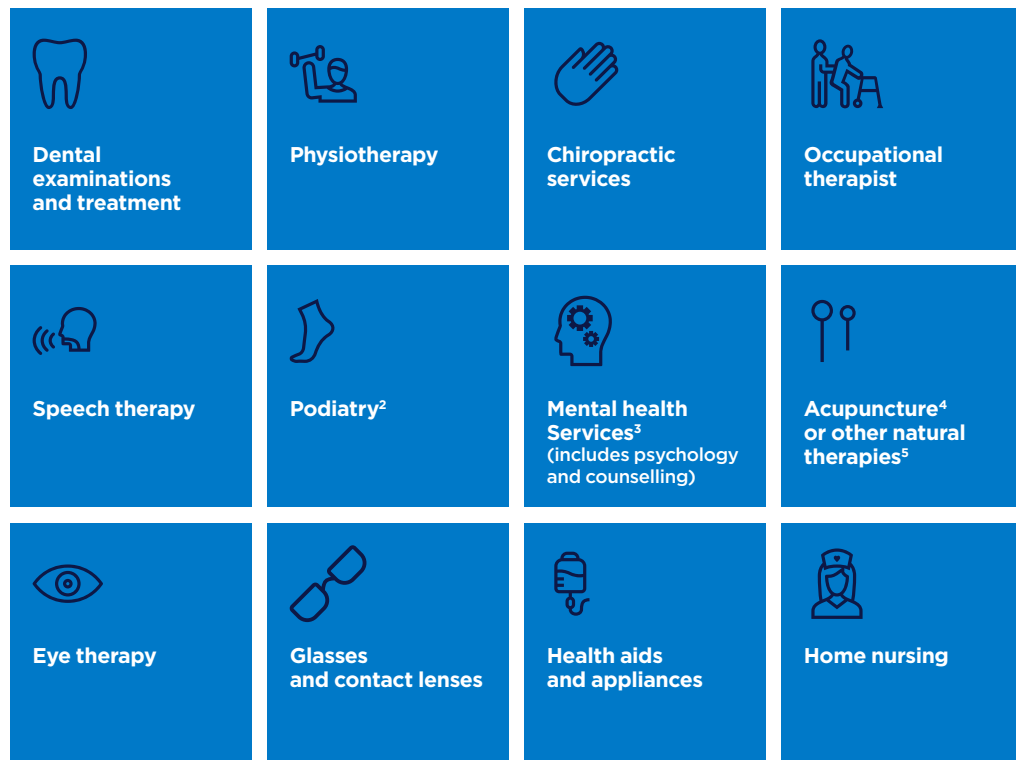 Dental
examinations
and treatment
Physiotherapy
Chiropractic
services
Occupational
therapist
Speech therapy
Podiatry²
Mental health
Services³
(includes psychology
and counselling)
Acupuncture⁴
or other natural
therapies⁵
Eye therapy
Glasses
and contact lenses
Health aids
and appliances
Home nursing